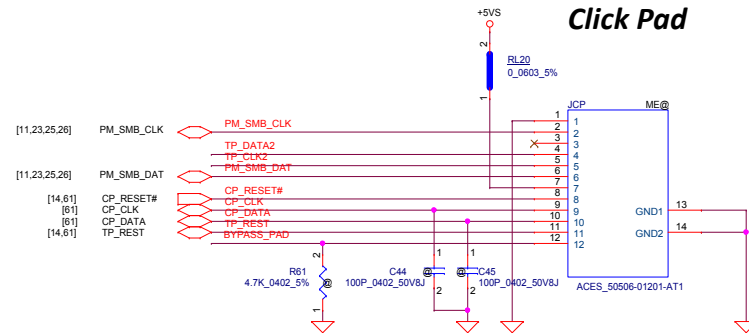 Click Pad
+5VS
2
RL20
0_0603_5%
1
JCP
ME@
[11,23,25,26] PM_SMB_CLK PM_SMB_CLK
TP_DATA2
TP_CLK2
[11,23,25,26] PM_SMB_DAT PM_SMB_DAT
[14,61] CP_RESET# CP_RESET#
[61] CP_CLK CP_CLK
[61] CP_DATA CP_DATA
[14,61] TP_REST TP_REST
BYPASS_PAD
1 1
2 2
3 3
4 4
5 5
6 6
7 7
8 8
9 9
10 10
11 11
12 12
GND1 13
GND2 14
2
R61
4.7K_0402_5%
@
1
1
C44
@
100P_0402_50V8J
2
1
@
C45
100P_0402_50V8J
2
ACES_50506-01201-AT1